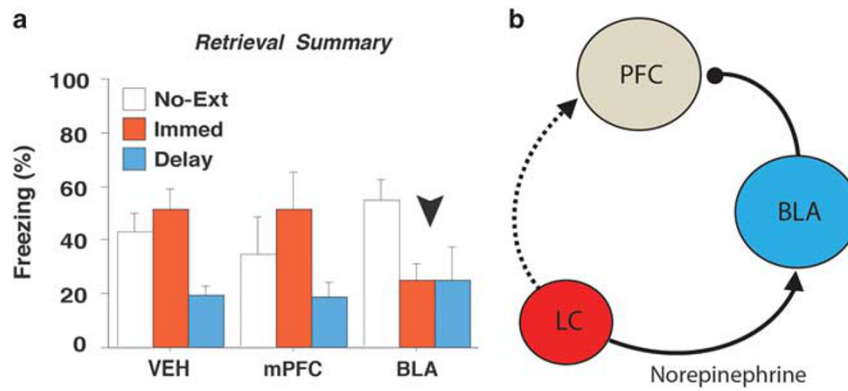 a
Retrieval Summary
100
80
60
40
20
0
Freezing (%)
No-Ext
Immed
Delay
VEH mPFC BLA
b
PFC
BLA
LC
Norepinephrine